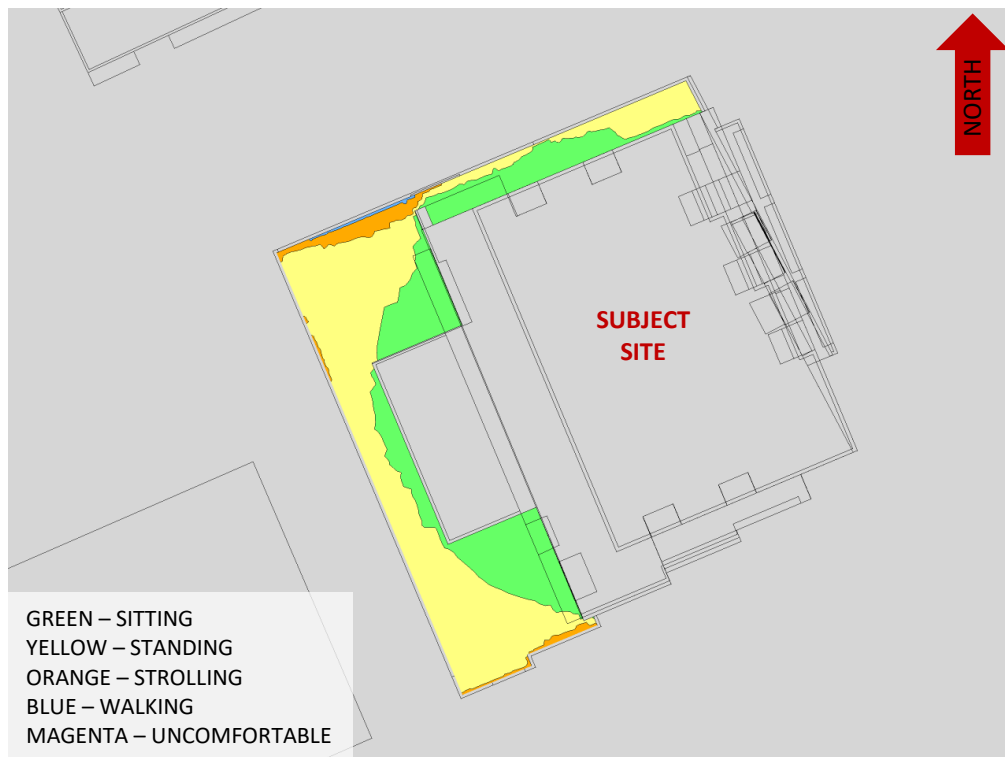 NORTH
SUBJECT
SITE
GREEN – SITTING
YELLOW – STANDING
ORANGE – STROLLING
BLUE – WALKING
MAGENTA – UNCOMFORTABLE